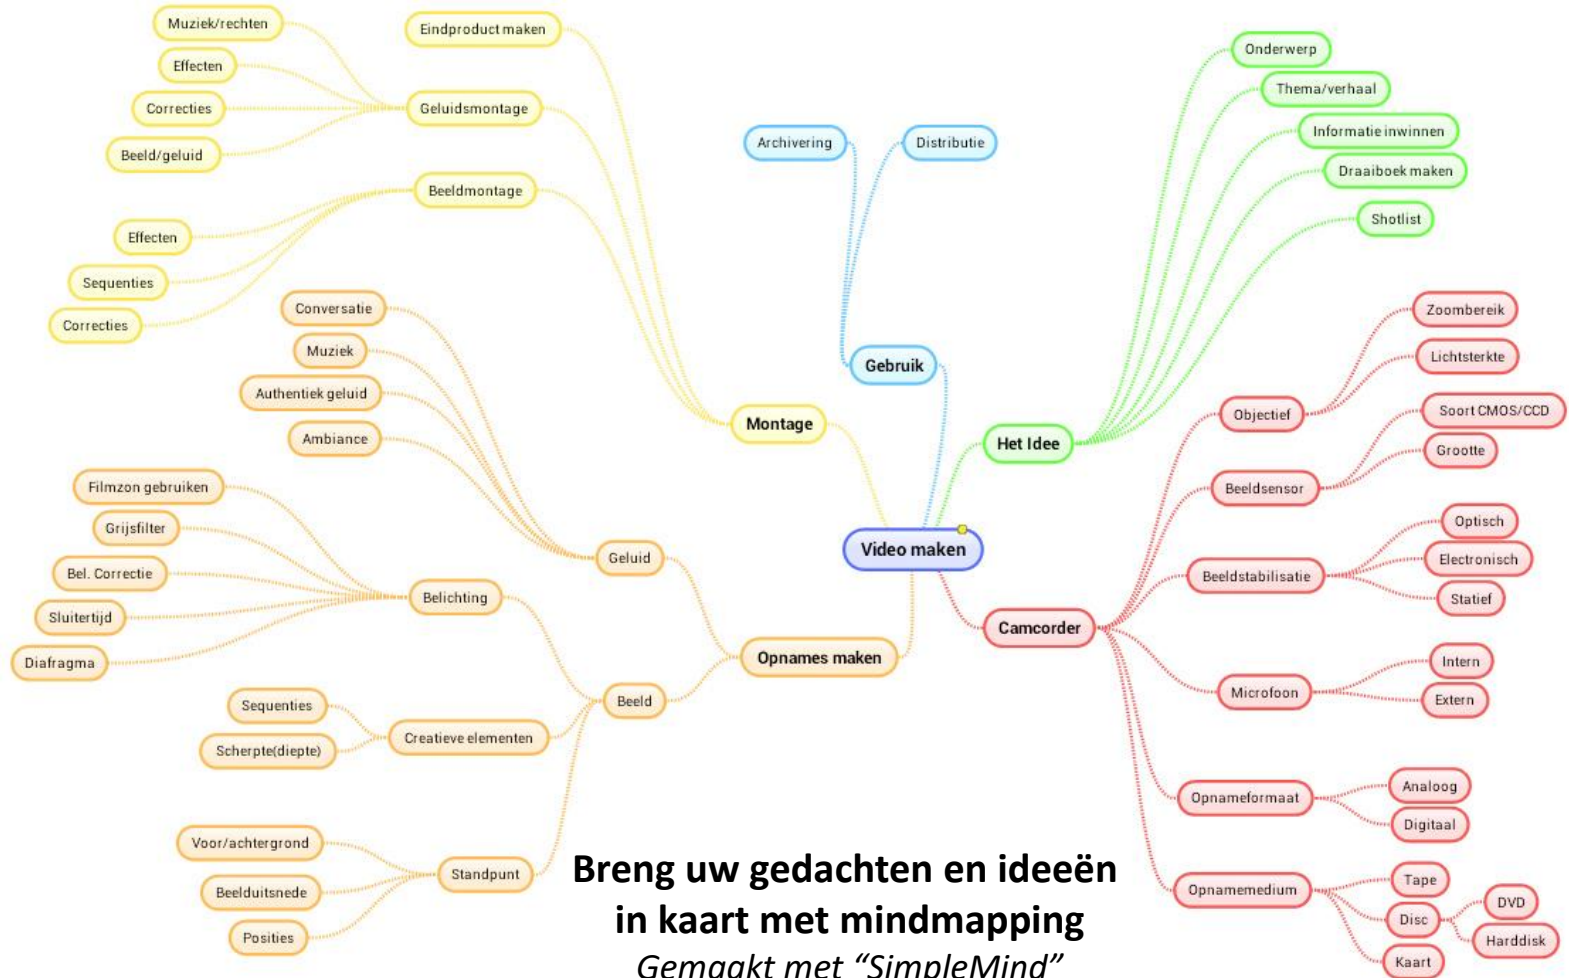 Video maken
Het Idee
Onderwerp
Thema/verhaal
Informatie inwinnen
Draaiboek maken
Shotlist
Camcorder
Objectief
Zoombereik
Lichtsterkte
Beeldsensor
Soort CMOS/CCD
Grootte
Beeldstabilisatie
Optisch
Electronisch
Statief
Microfoon
Intern
Extern
Opnameformaat
Analoog
Digitaal
Opnamemedium
Tape
Disc
DVD
Harddisk
Kaart
Opnames maken
Geluid
Conversatie
Muziek
Authentiek geluid
Ambiance
Beeld
Belichting
Filmzon gebruiken
Grijsfilter
Bel. Correctie
Sluitertijd
Diafragma
Creatieve elementen
Sequenties
Scherpte(diepte)
Standpunt
Voor/achtergrond
Beelduitsnede
Posities
Montage
Eindproduct maken
Geluidsmontage
Muziek/rechten
Effecten
Correcties
Beeld/geluid
Beeldmontage
Effecten
Sequenties
Correcties
Gebruik
Archivering
Distributie
Breng uw gedachten en ideeën
in kaart met mindmapping
Gemaakt met “SimpleMind”